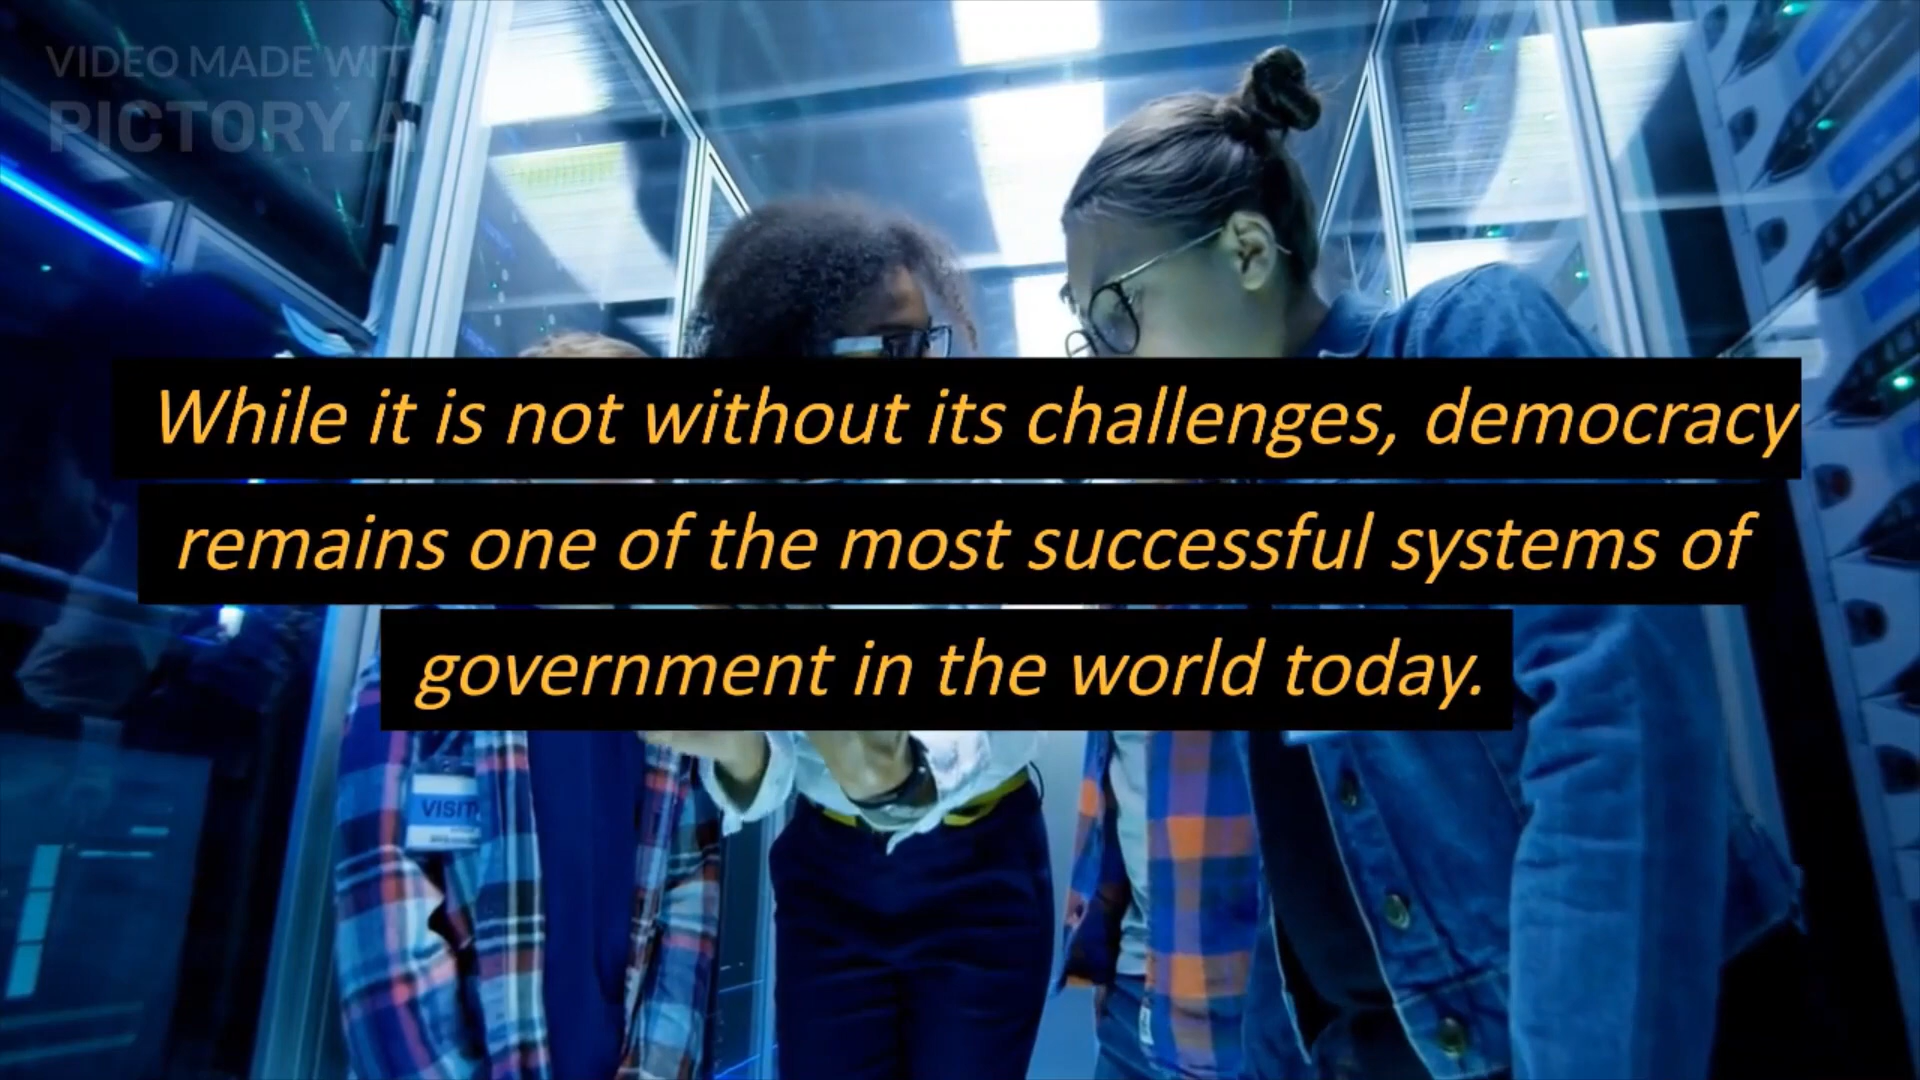 VIDEO MADE WITH
PICTORY.A
While it is not without its challenges, democracy
remains one of the most successful systems of
government in the world today.
VISIT